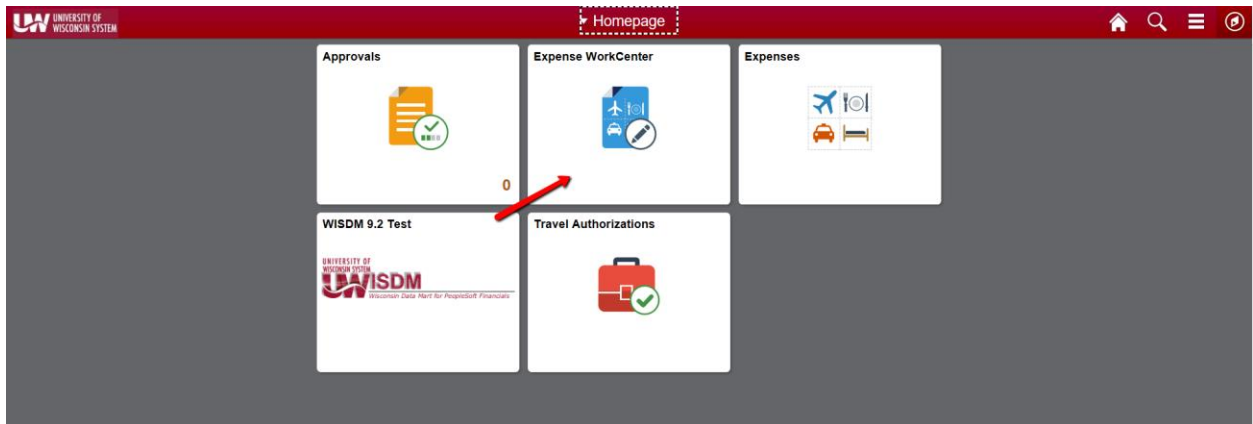 UNIVERSITY OF
WISCONSIN SYSTEM
Homepage
Approvals
Expense WorkCenter
Expenses
0
WISDM 9.2 Test
Travel Authorizations
UNIVERSITY OF
WISCONSIN SYSTEM
UWISDM
Wisconsin Data Mart for PeopleSoft Financials